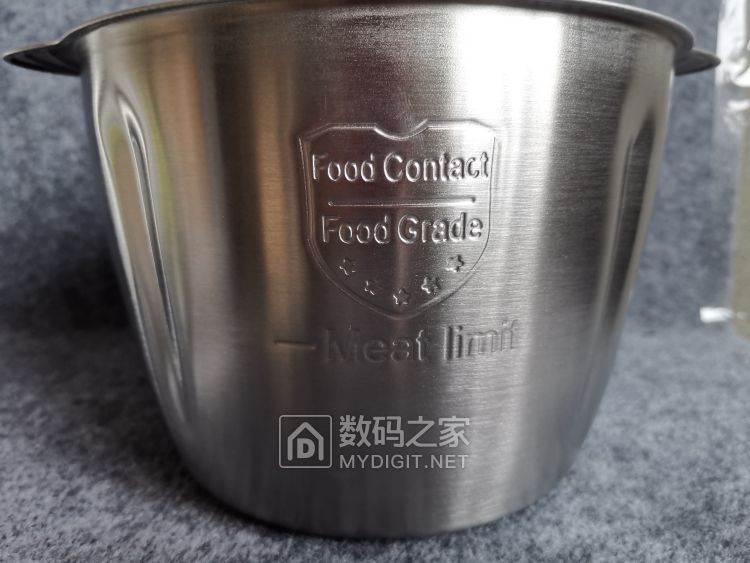 Food Contact
Food Grade
Meat limit
数码之家
MYDIGIT.NET